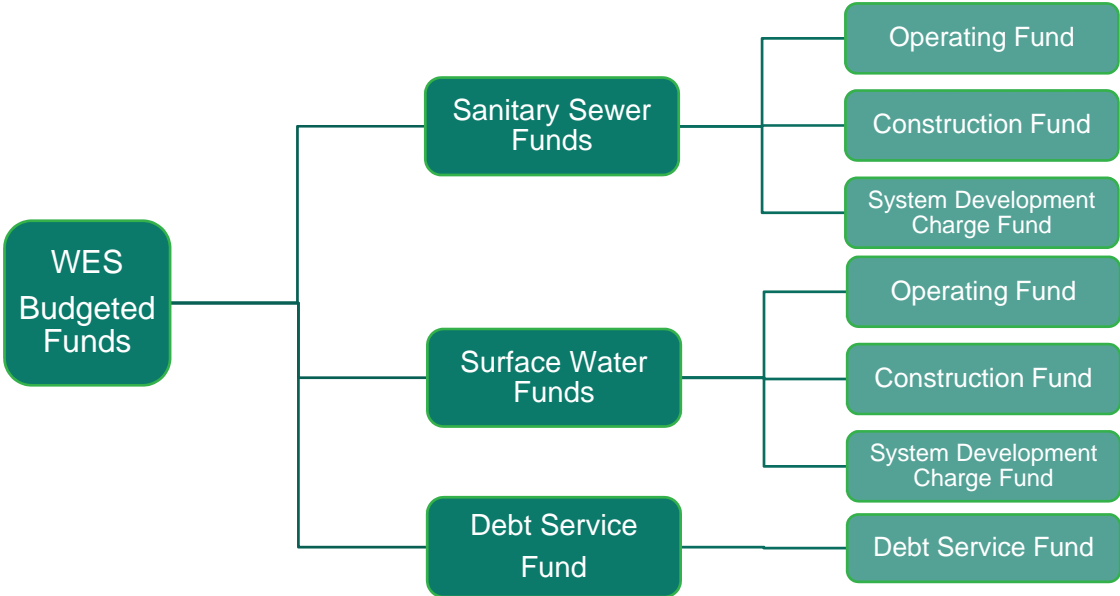 WES
Budgeted
Funds
Sanitary Sewer
Funds
Operating Fund
Construction Fund
System Development
Charge Fund
Surface Water
Funds
Operating Fund
Construction Fund
System Development
Charge Fund
Debt Service
Fund
Debt Service Fund